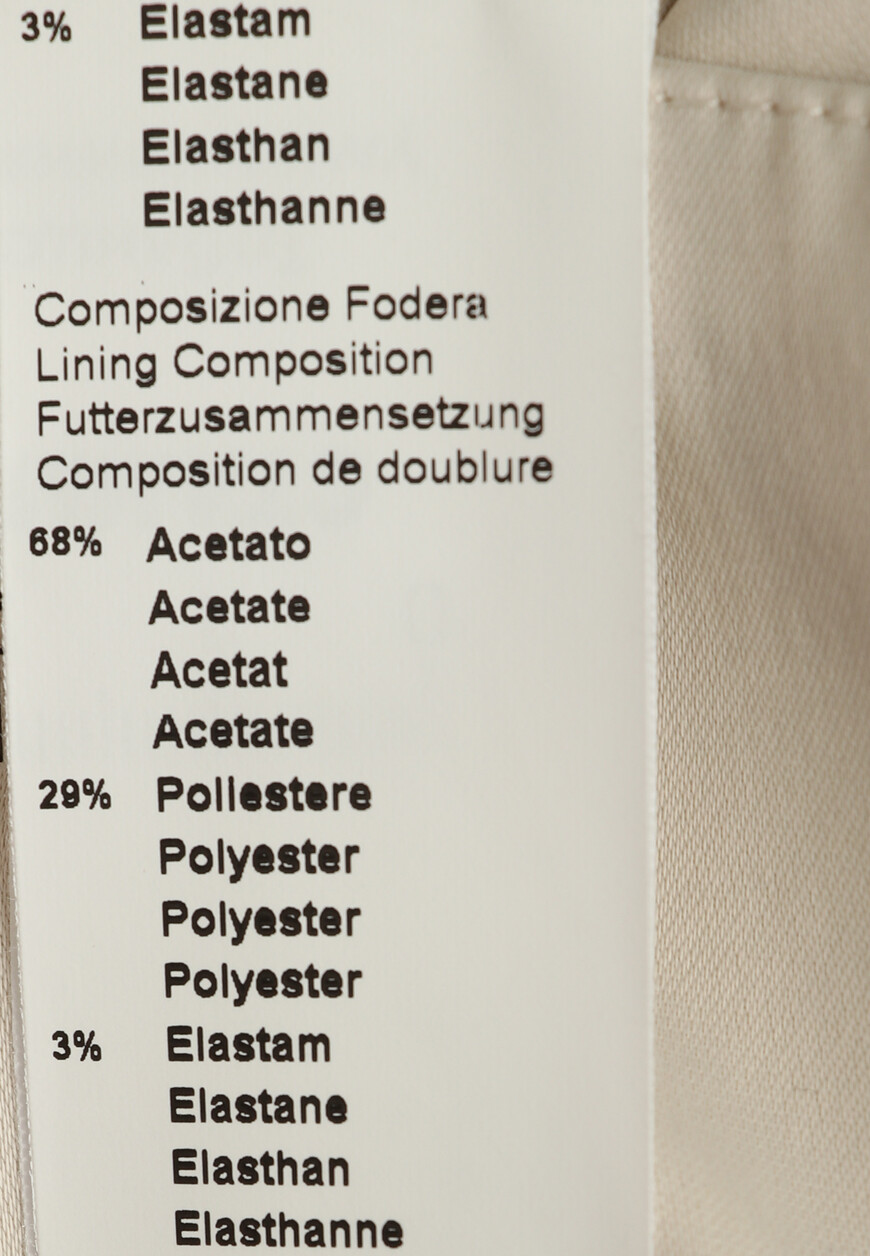 3% Elastam
Elastane
Elasthan
Elasthanne
Composizione Fodera
Lining Composition
Futterzusammensetzung
Composition de doublure
68% Acetato
Acetate
Acetat
Acetate
29% Poliestere
Polyester
Polyester
Polyester
3% Elastam
Elastane
Elasthan
Elasthanne